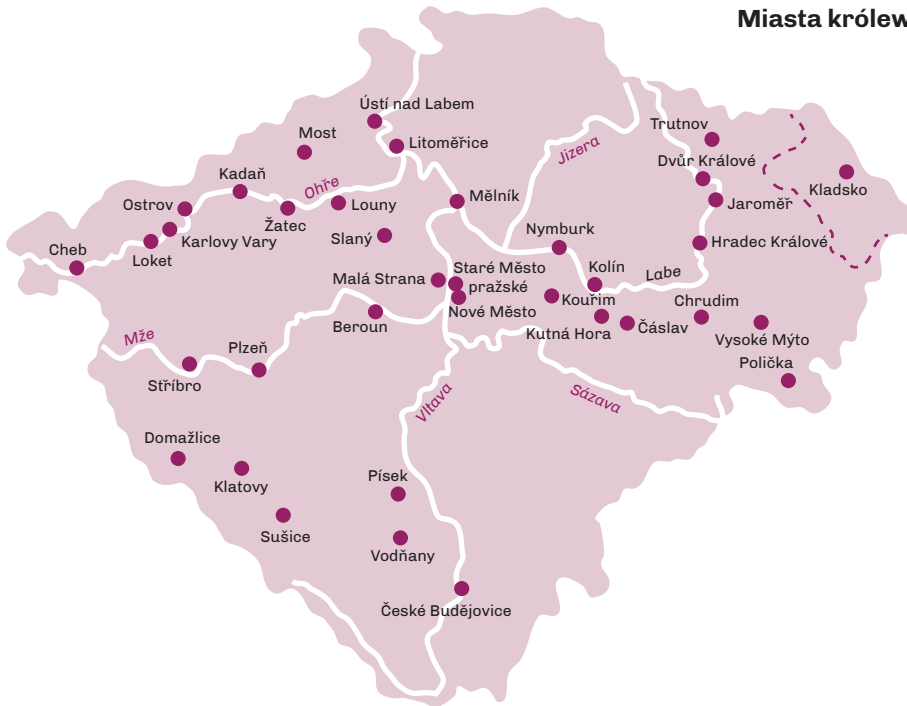 Miasta królew
Ústí nad Labem
Most
Litoměřice
Jizera
Trutnov
Dvůr Králové
Kladsko
Kadaň
Ohře
Ostrov
Louny
Mělník
Jaroměř
Žatec
Karlovy Vary
Slaný
Nymburk
Hradec Králové
Cheb
Loket
Malá Strana
Staré Město
pražské
Kolín
Labe
Nové Město
Kouřim
Chrudim
Beroun
Kutná Hora
Čáslav
Vysoké Mýto
Mže
Plzeň
Polička
Stříbro
Vltava
Sázava
Domažlice
Klatovy
Písek
Sušice
Vodňany
České Budějovice